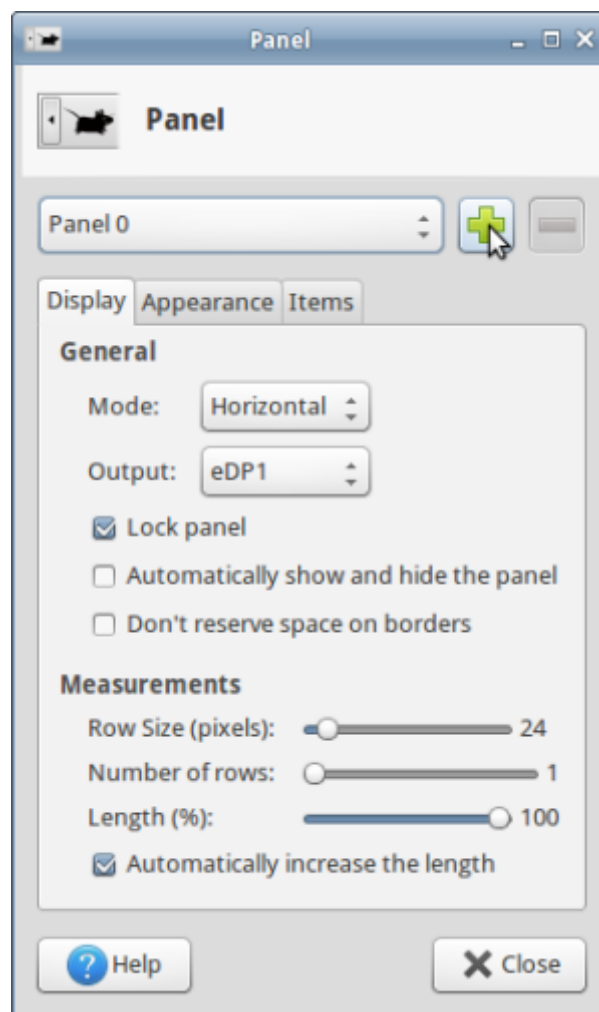 Panel
Panel
Panel 0
Display Appearance Items
General
Mode: Horizontal
Output: eDP1
Lock panel
Automatically show and hide the panel
Don't reserve space on borders
Measurements
Row Size (pixels): 24
Number of rows: 1
Length (%): 100
Automatically increase the length
Help Close